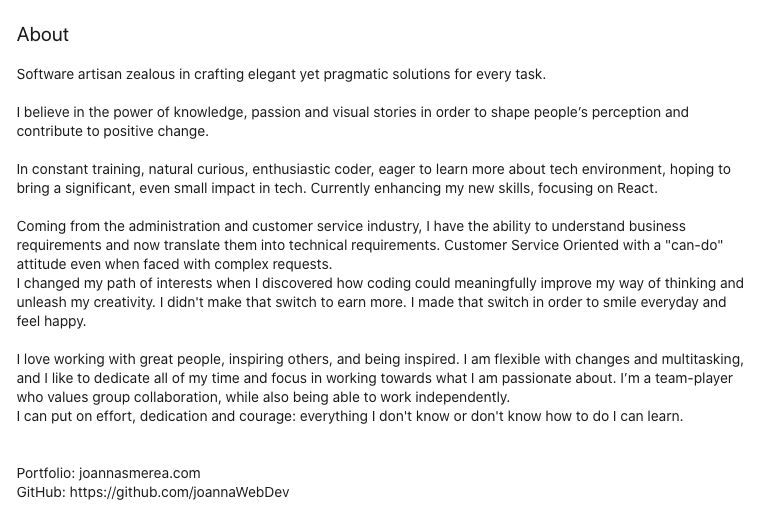 About
Software artisan zealous in crafting elegant yet pragmatic solutions for every task.
I believe in the power of knowledge, passion and visual stories in order to shape people’s perception and
contribute to positive change.
In constant training, natural curious, enthusiastic coder, eager to learn more about tech environment, hoping to
bring a significant, even small impact in tech. Currently enhancing my new skills, focusing on React.
Coming from the administration and customer service industry, I have the ability to understand business
requirements and now translate them into technical requirements. Customer Service Oriented with a "can-do"
attitude even when faced with complex requests.
I changed my path of interests when I discovered how coding could meaningfully improve my way of thinking and
unleash my creativity. I didn't make that switch to earn more. I made that switch in order to smile everyday and
feel happy.
I love working with great people, inspiring others, and being inspired. I am flexible with changes and multitasking,
and I like to dedicate all of my time and focus in working towards what I am passionate about. I’m a team-player
who values group collaboration, while also being able to work independently.
I can put on effort, dedication and courage: everything I don't know or don't know how to do I can learn.
Portfolio: joannasmerea.com
GitHub: https://github.com/joannaWebDev